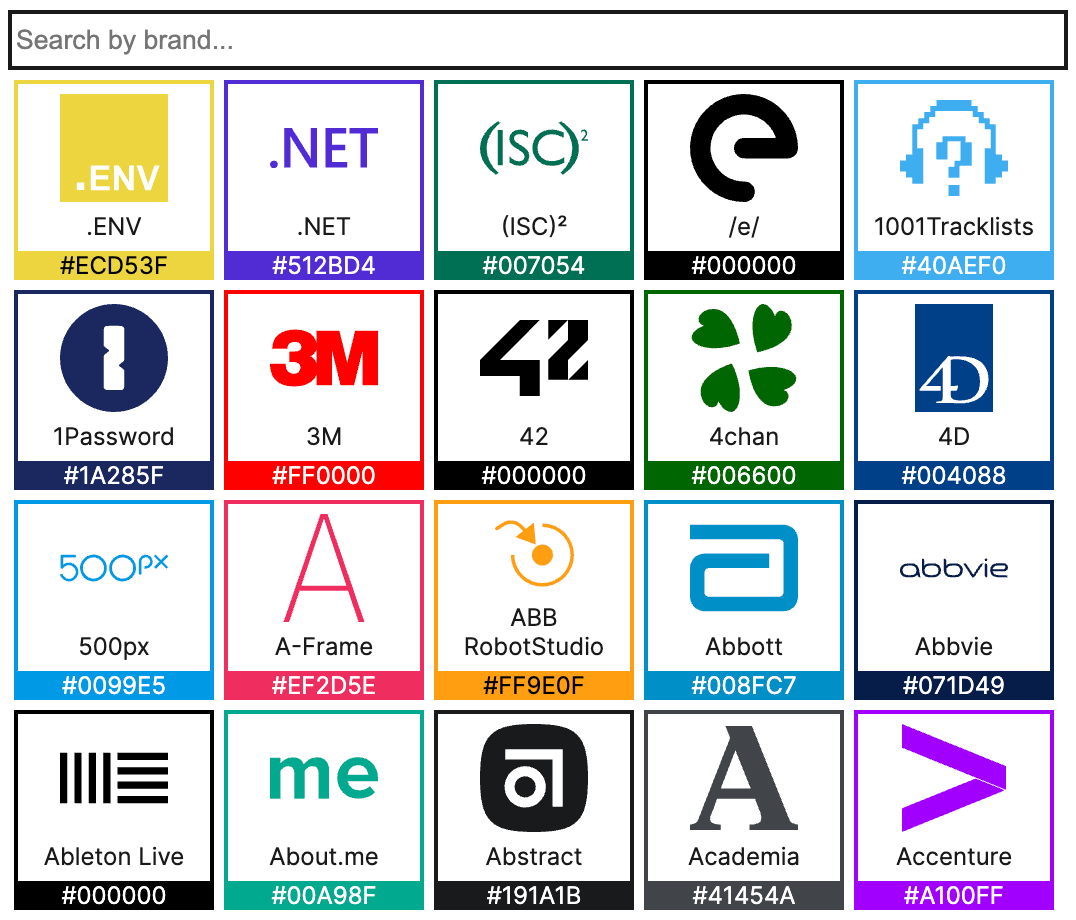 Search by brand...
.ENV
.ENV
#ECD53F
.NET
.NET
#512BD4
(ISC)²
(ISC)²
#007054
e
/e/
#000000
?
1001Tracklists
#40AEF0
1
1Password
#1A285F
3M
3M
#FF0000
42
42
#000000
4chan
#006600
4D
4D
#004088
500px
500px
#0099E5
A
A-Frame
#EF2D5E
ABB
RobotStudio
#FF9E0F
a
Abbott
#008FC7
abbvie
Abbvie
#071D49
Ableton Live
#000000
me
About.me
#00A98F
a
Abstract
#191A1B
A
Academia
#41454A
>
Accenture
#A100FF